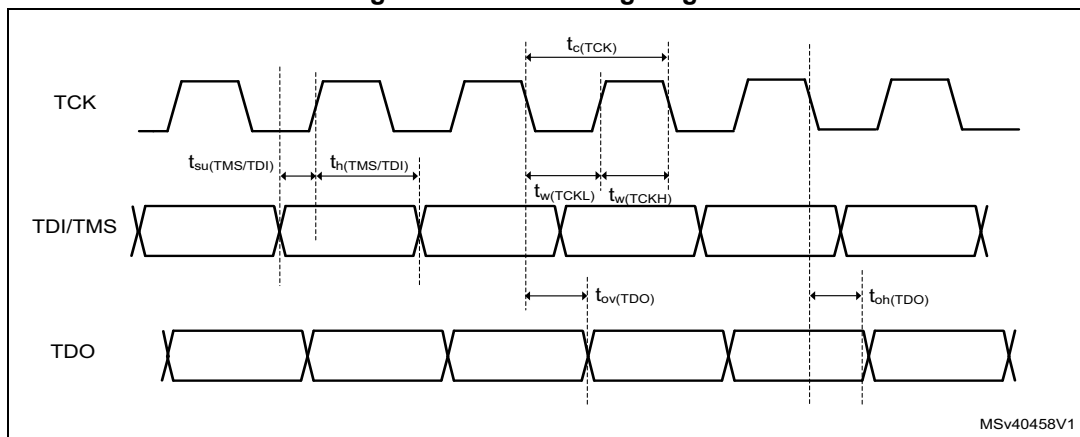 t_c(TCK)
TCK
t_su(TMS/TDI)
t_h(TMS/TDI)
t_w(TCKL)
t_w(TCKH)
TDI/TMS
t_ov(TDO)
t_oh(TDO)
TDO
MSv40458V1